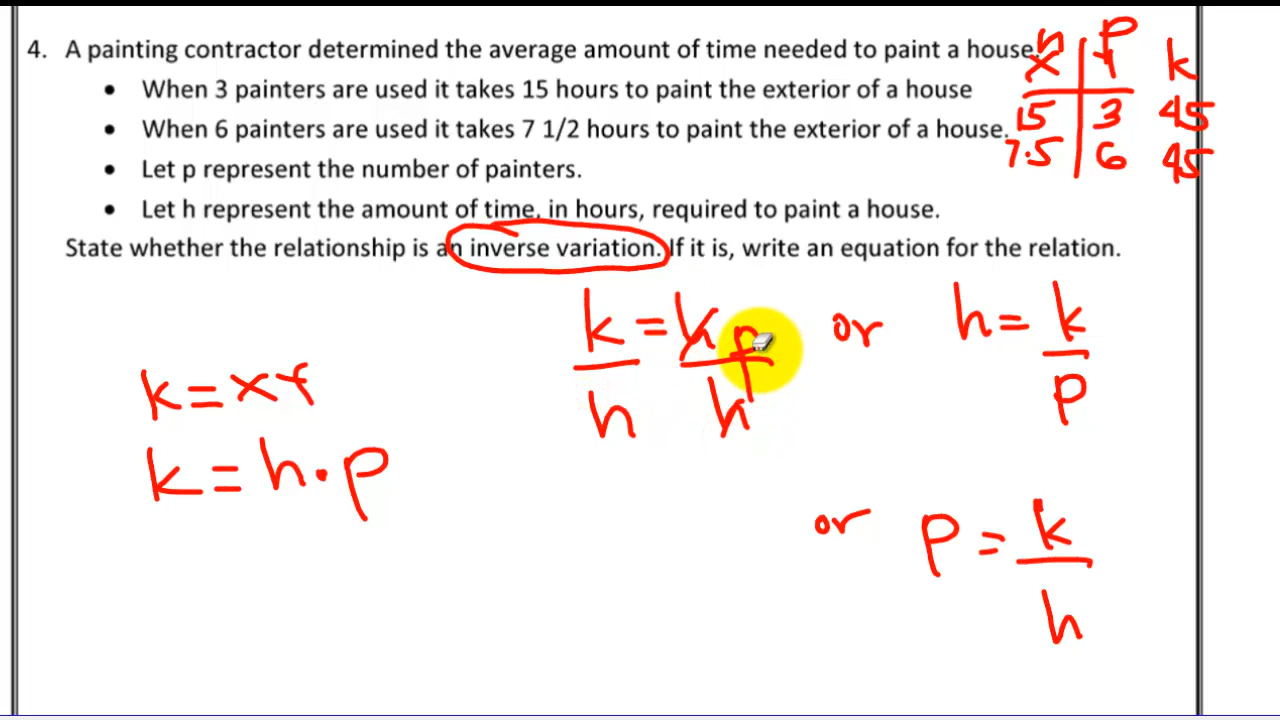 4. A painting contractor determined the average amount of time needed to paint a house.
• When 3 painters are used it takes 15 hours to paint the exterior of a house
• When 6 painters are used it takes 7 1/2 hours to paint the exterior of a house.
• Let p represent the number of painters.
• Let h represent the amount of time, in hours, required to paint a house.
State whether the relationship is an inverse variation. If it is, write an equation for the relation.
h p
x y k
15 3 45
7.5 6 45
k = xy
k = h · p
k/h = hp/h or h = k/p
or p = k/h